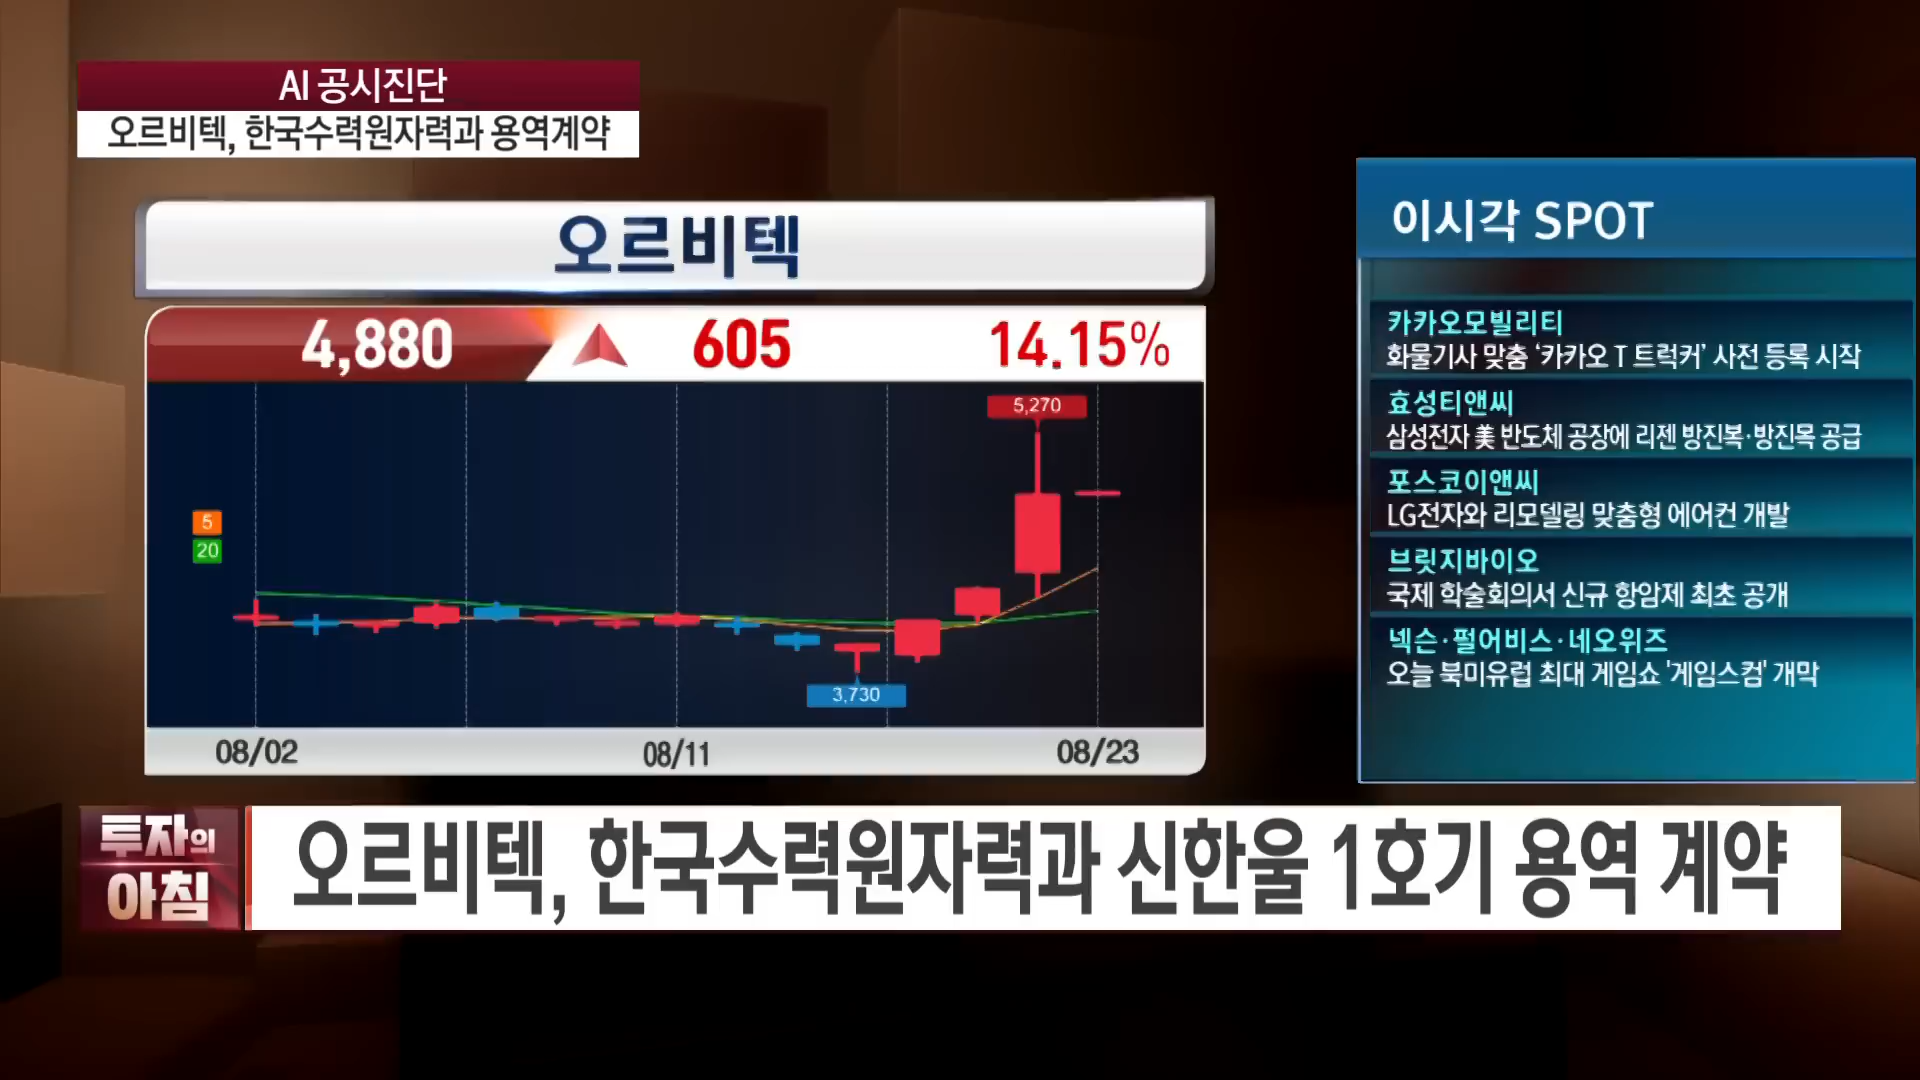 AI 공시진단
오르비텍, 한국수력원자력과 용역계약
오르비텍
4,880 605 14.15%
5,270
5
20
3,730
08/02 08/11 08/23
이시각 SPOT
카카오모빌리티
화물기사 맞춤 ‘카카오 T 트럭커’ 사전 등록 시작
효성티앤씨
삼성전자 美 반도체 공장에 리젠 방진복·방진목 공급
포스코이앤씨
LG전자와 리모델링 맞춤형 에어컨 개발
브릿지바이오
국제 학술회의서 신규 항암제 최초 공개
넥슨·펄어비스·네오위즈
오늘 북미유럽 최대 게임쇼 '게임스컴' 개막
투자의
아침
오르비텍, 한국수력원자력과 신한울 1호기 용역 계약